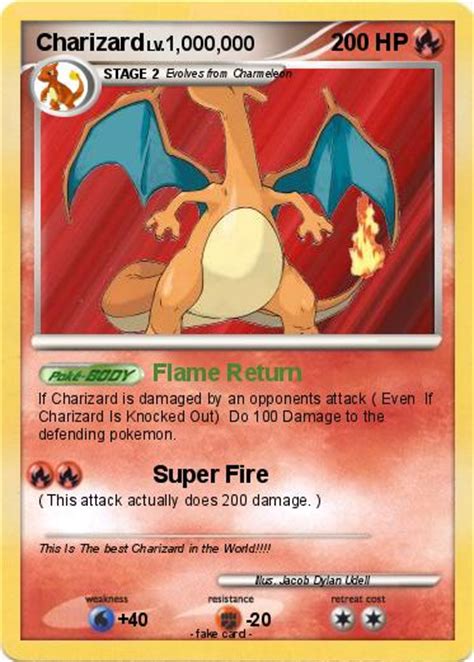 Charizard LV.1,000,000 200 HP
STAGE 2 Evolves from Charmeleon
Poké-BODY Flame Return
If Charizard is damaged by an opponents attack ( Even If
Charizard Is Knocked Out) Do 100 Damage to the
defending pokemon.
Super Fire
( This attack actually does 200 damage. )
This Is The best Charizard in the World!!!!
Illus. Jacob Dylan Udell
weakness resistance retreat cost
+40 -20
- fake card -